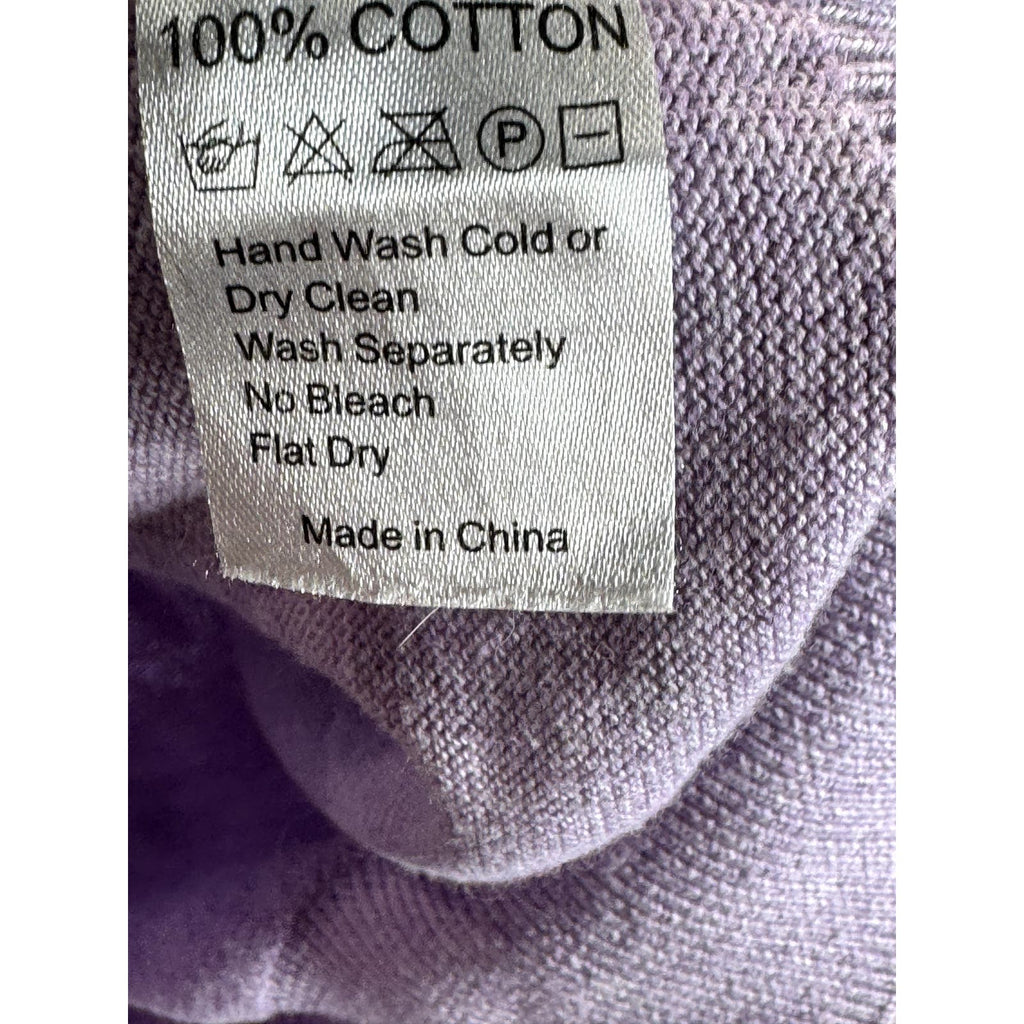 100% COTTON
P
Hand Wash Cold or
Dry Clean
Wash Separately
No Bleach
Flat Dry
Made in China